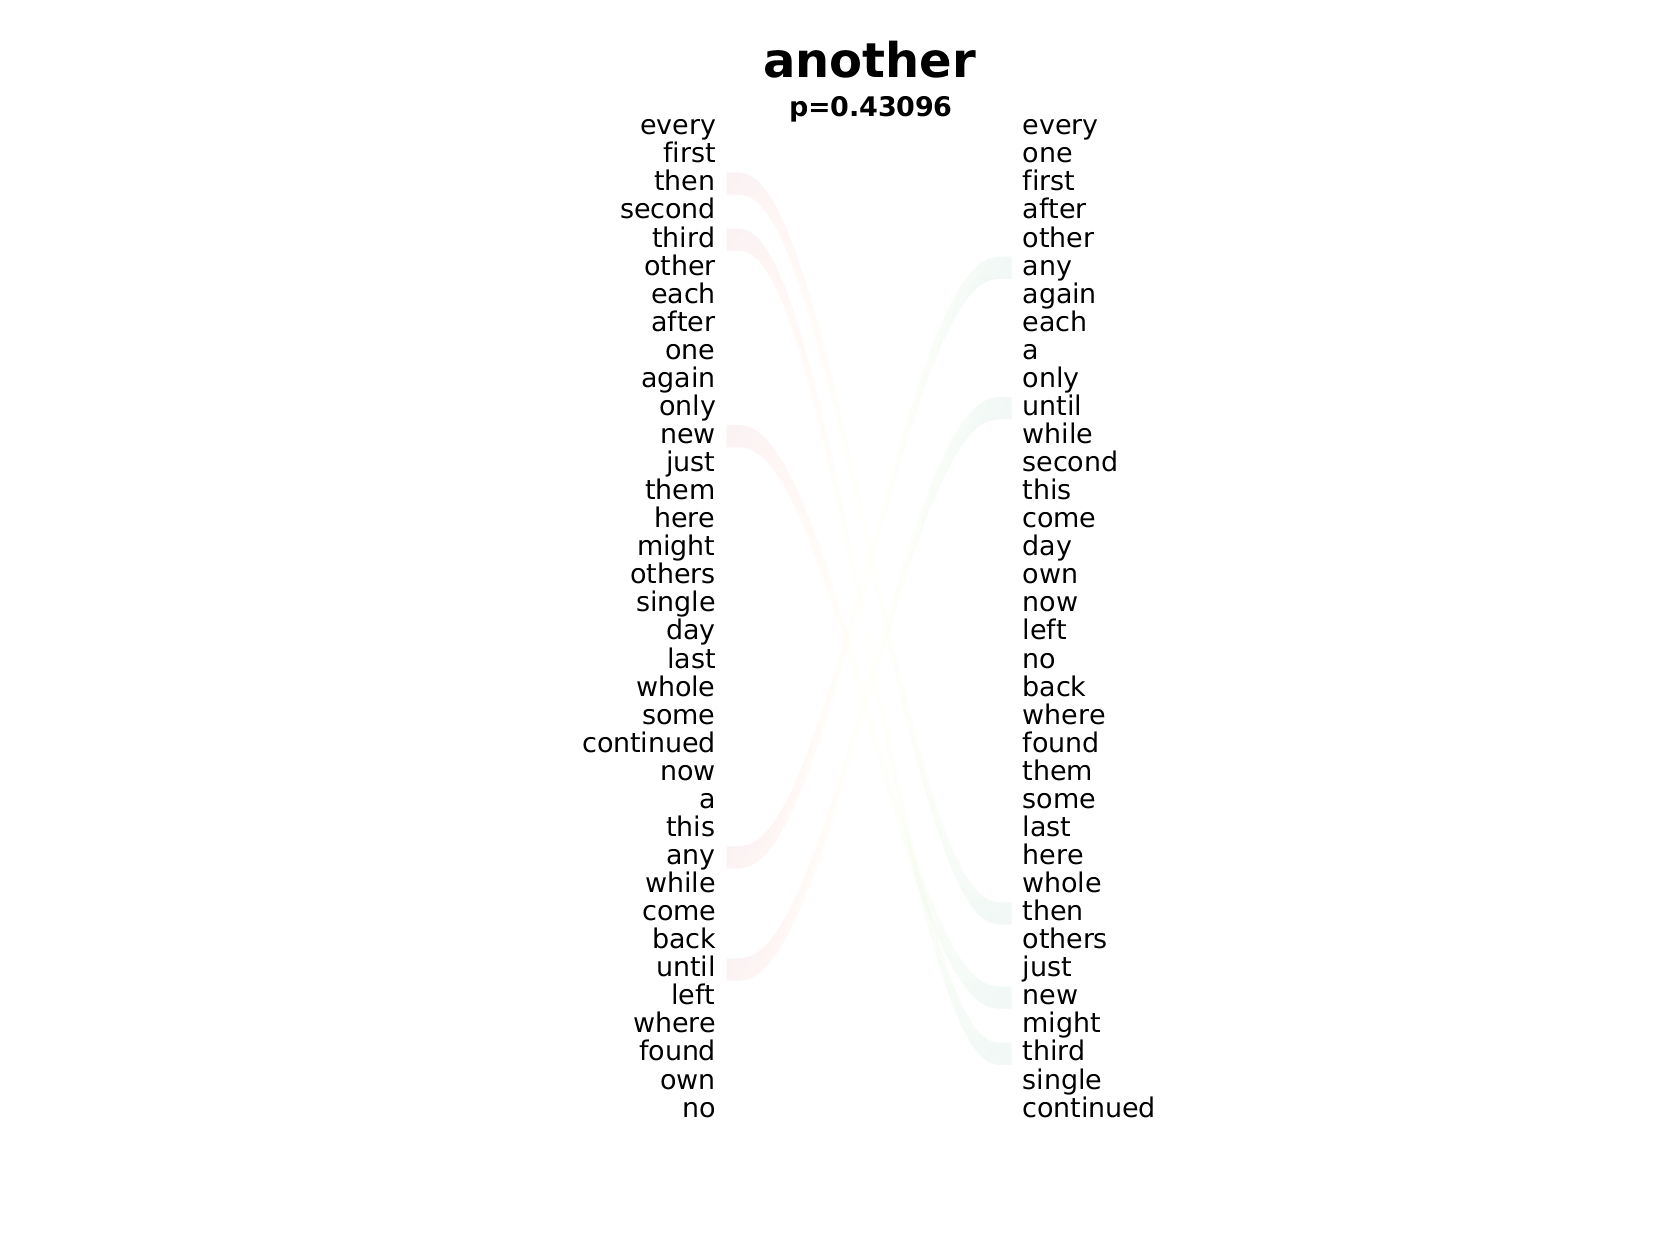 another
p=0.43096
every every
first one
then first
second after
third other
other any
each again
after each
one a
again only
only until
new while
just second
them this
here come
might day
others own
single now
day left
last no
whole back
some where
continued found
now them
a some
this last
any here
while whole
come then
back others
until just
left new
where might
found third
own single
no continued